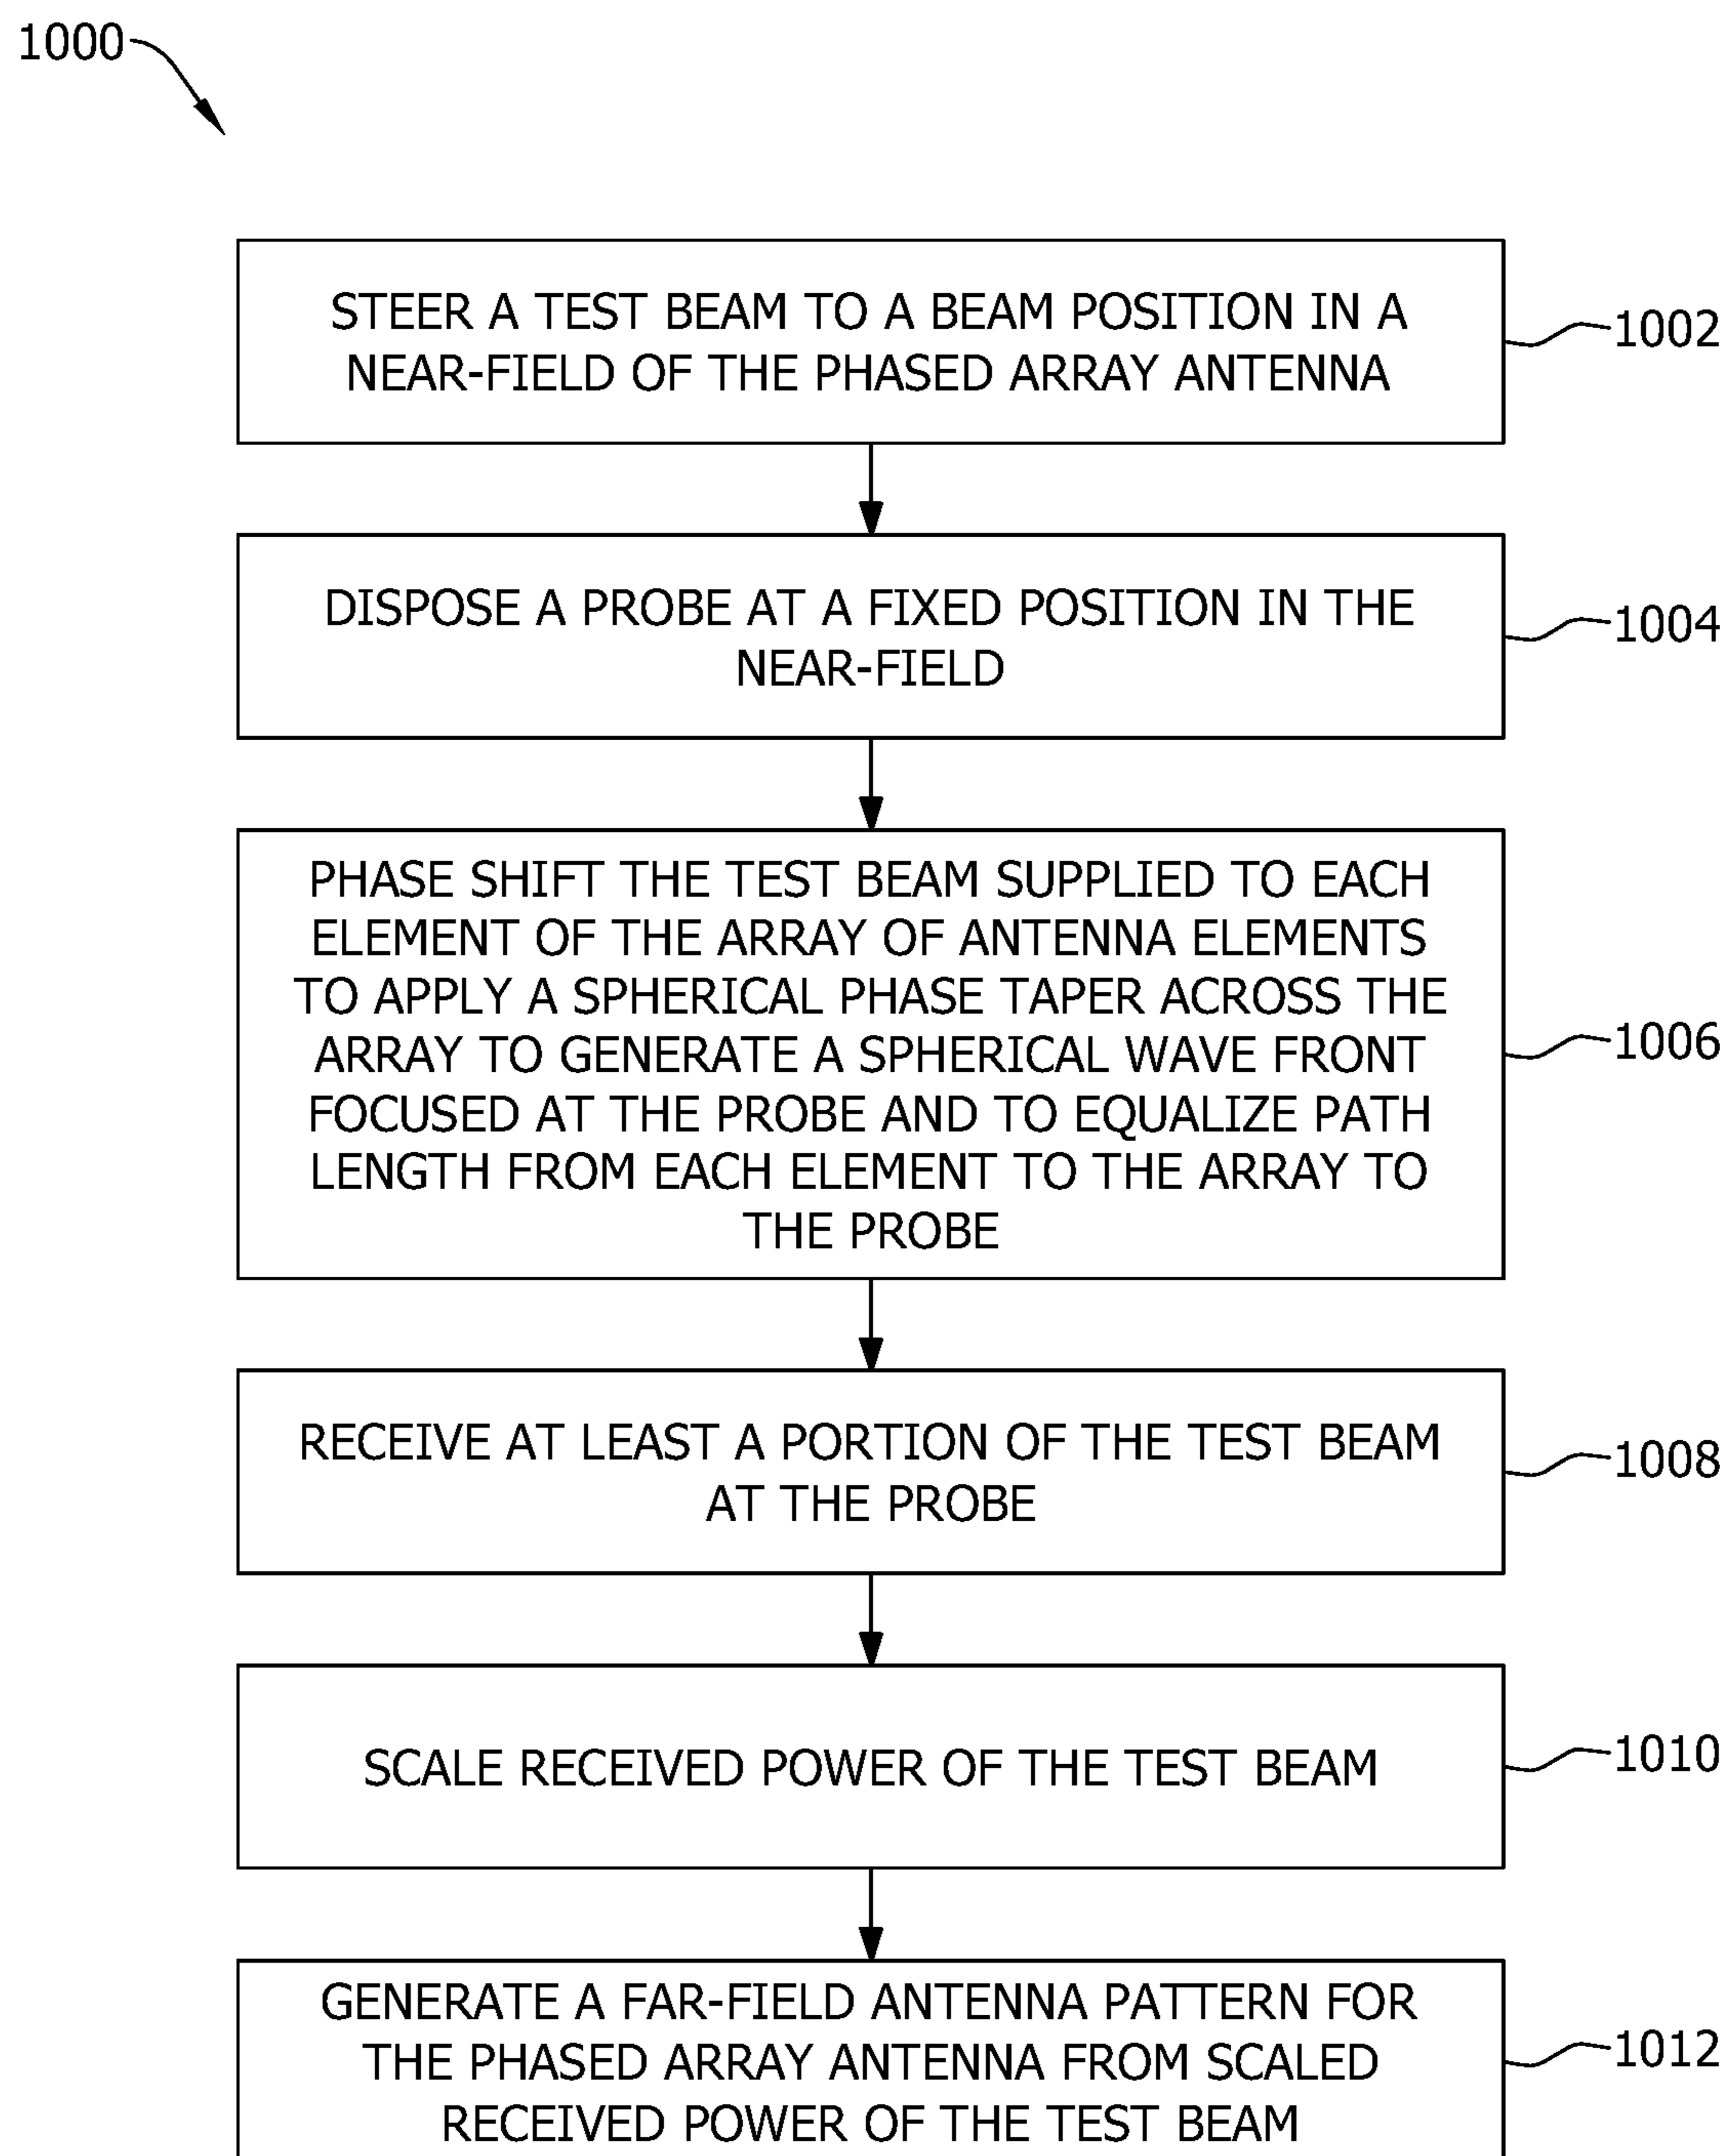 1000
STEER A TEST BEAM TO A BEAM POSITION IN A
NEAR-FIELD OF THE PHASED ARRAY ANTENNA
1002
DISPOSE A PROBE AT A FIXED POSITION IN THE
NEAR-FIELD
1004
PHASE SHIFT THE TEST BEAM SUPPLIED TO EACH
ELEMENT OF THE ARRAY OF ANTENNA ELEMENTS
TO APPLY A SPHERICAL PHASE TAPER ACROSS THE
ARRAY TO GENERATE A SPHERICAL WAVE FRONT
FOCUSED AT THE PROBE AND TO EQUALIZE PATH
LENGTH FROM EACH ELEMENT TO THE ARRAY TO
THE PROBE
1006
RECEIVE AT LEAST A PORTION OF THE TEST BEAM
AT THE PROBE
1008
SCALE RECEIVED POWER OF THE TEST BEAM
1010
GENERATE A FAR-FIELD ANTENNA PATTERN FOR
THE PHASED ARRAY ANTENNA FROM SCALED
RECEIVED POWER OF THE TEST BEAM
1012